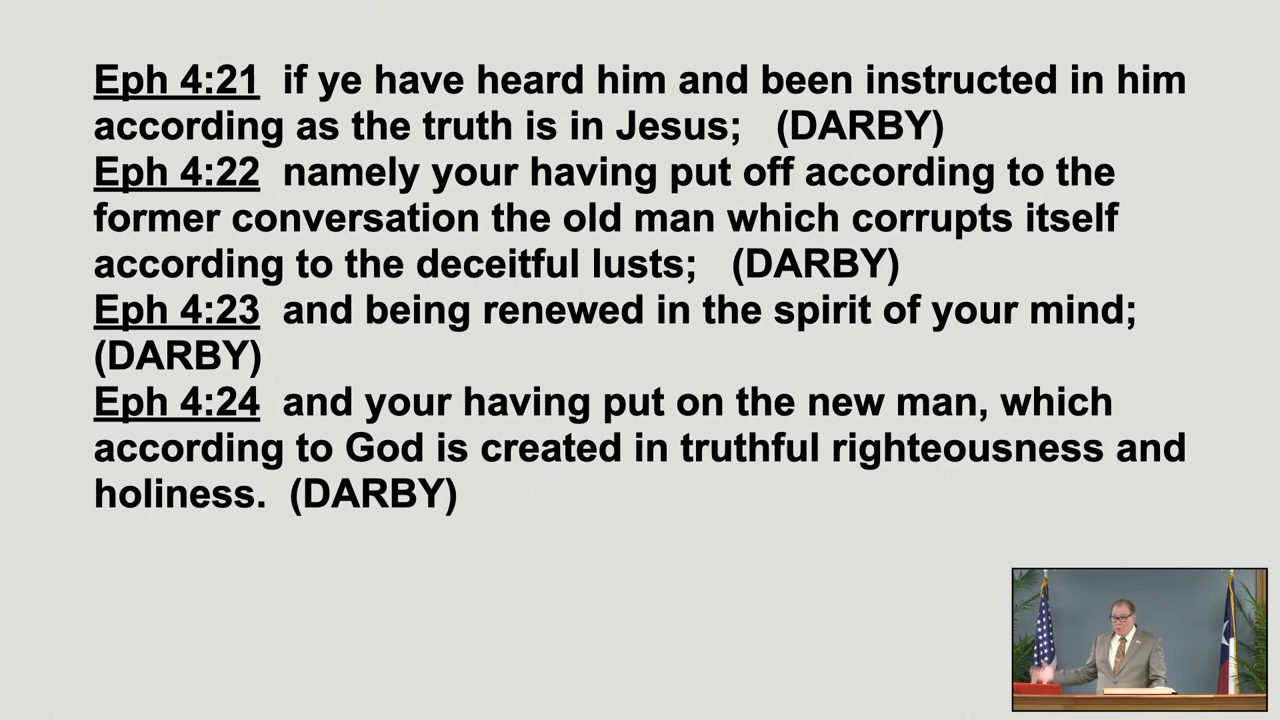 Eph 4:21 if ye have heard him and been instructed in him
according as the truth is in Jesus; (DARBY)
Eph 4:22 namely your having put off according to the
former conversation the old man which corrupts itself
according to the deceitful lusts; (DARBY)
Eph 4:23 and being renewed in the spirit of your mind;
(DARBY)
Eph 4:24 and your having put on the new man, which
according to God is created in truthful righteousness and
holiness. (DARBY)